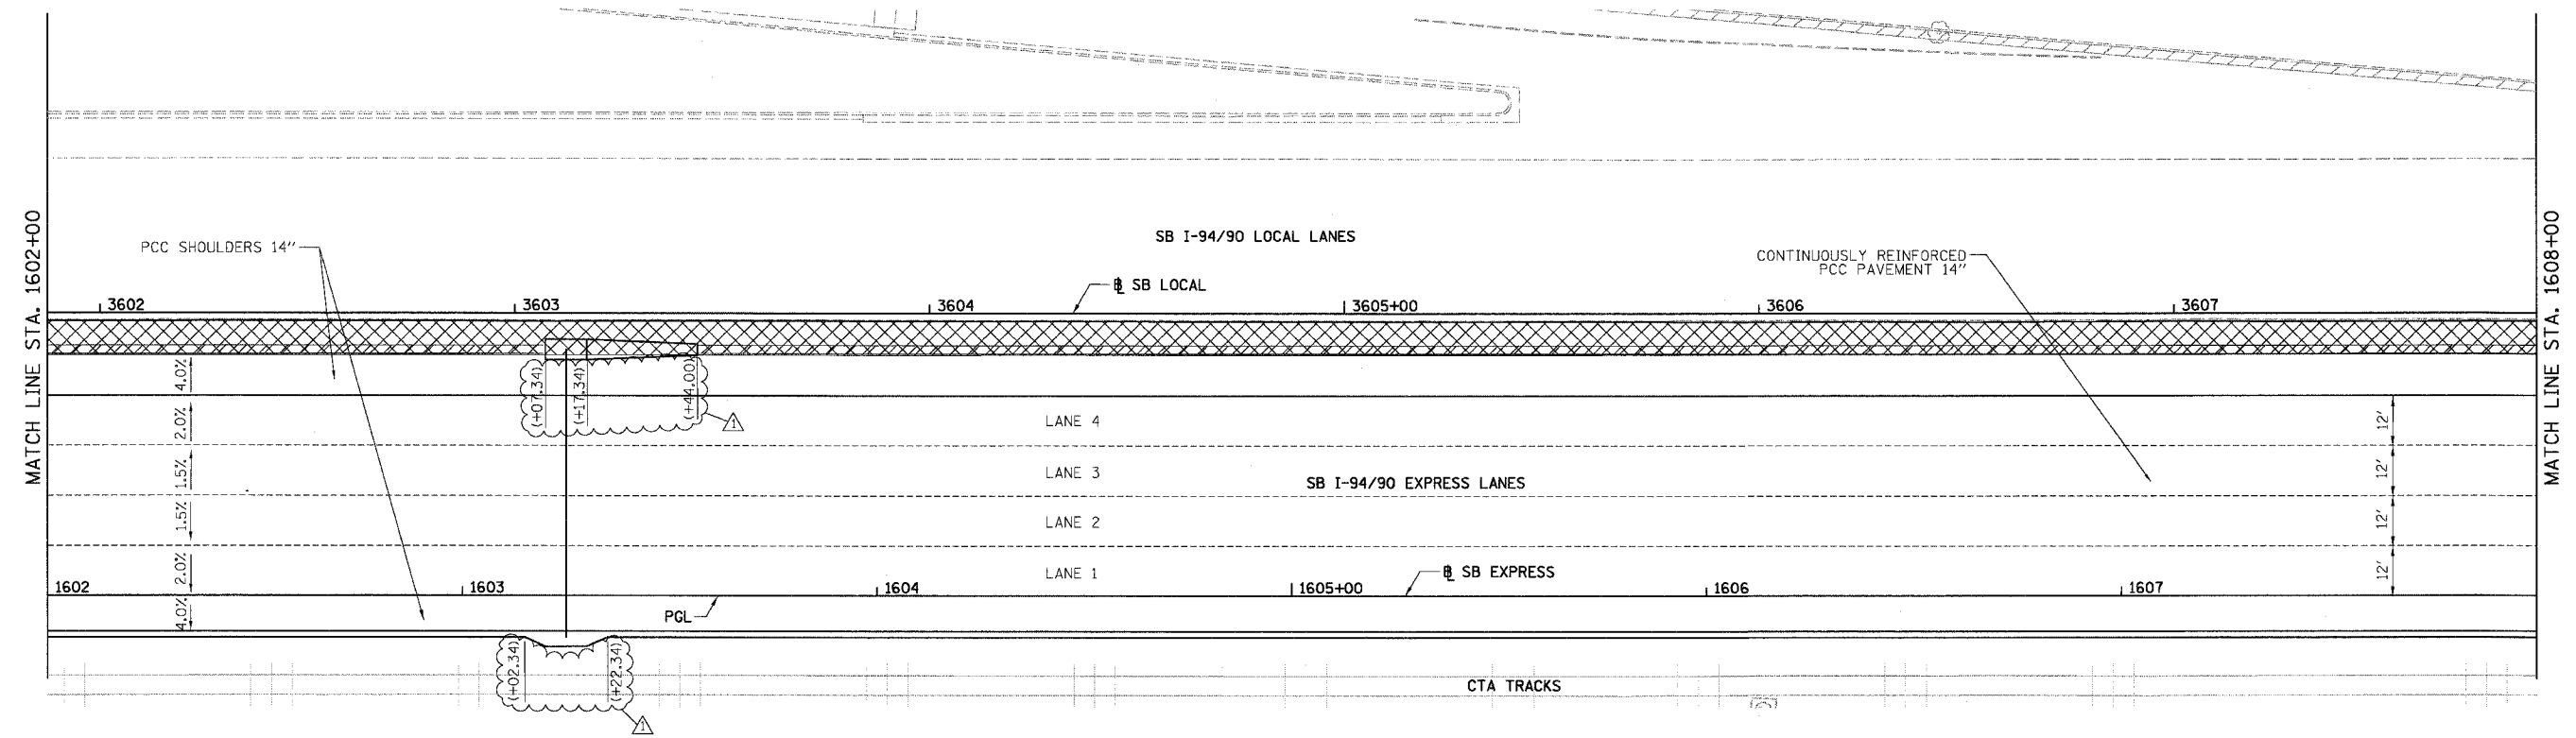 MATCH LINE STA. 1602+00
MATCH LINE STA. 1608+00
SB I-94/90 LOCAL LANES
PCC SHOULDERS 14"
CONTINUOUSLY REINFORCED
PCC PAVEMENT 14"
℄ SB LOCAL
3602 3603 3604 3605+00 3606 3607
4.0%
(+07.34) (+17.34) (+44.00)
1
2.0%
LANE 4
12'
1.5%
LANE 3
12'
SB I-94/90 EXPRESS LANES
1.5%
LANE 2
12'
2.0%
LANE 1
12'
℄ SB EXPRESS
1602 1603 1604 1605+00 1606 1607
4.0%
PGL
(+02.34) (+22.34)
1
CTA TRACKS